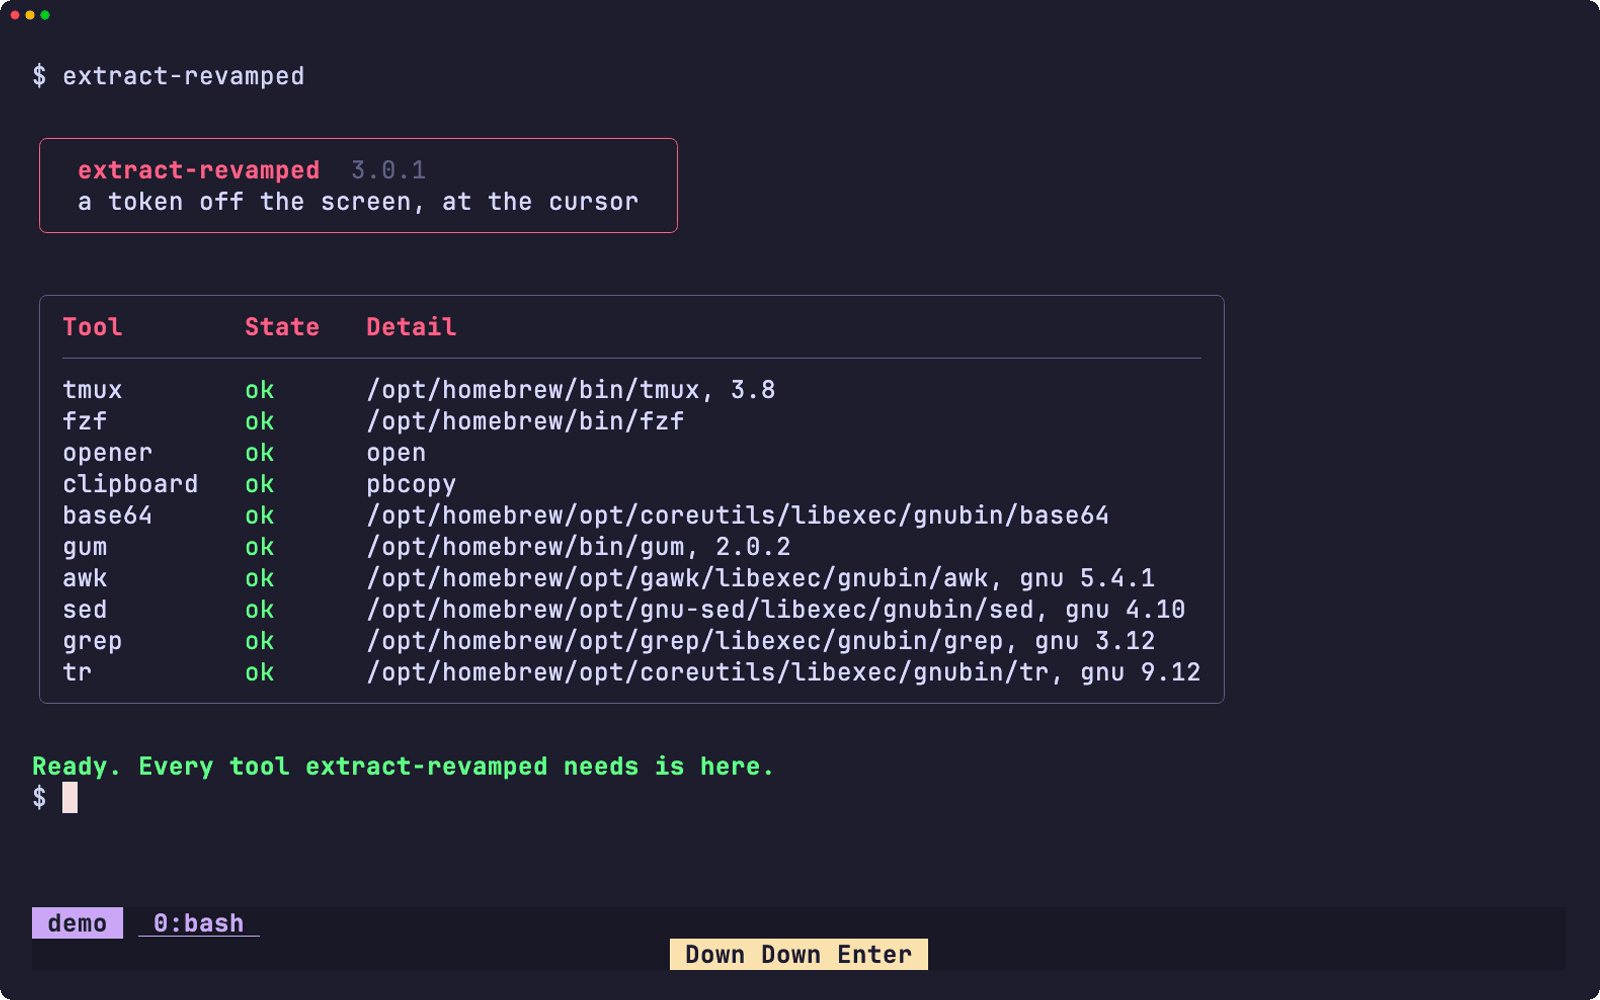 $ extract-revamped
extract-revamped 3.0.1
a token off the screen, at the cursor
Tool State Detail
tmux ok /opt/homebrew/bin/tmux, 3.8
fzf ok /opt/homebrew/bin/fzf
opener ok open
clipboard ok pbcopy
base64 ok /opt/homebrew/opt/coreutils/libexec/gnubin/base64
gum ok /opt/homebrew/bin/gum, 2.0.2
awk ok /opt/homebrew/opt/gawk/libexec/gnubin/awk, gnu 5.4.1
sed ok /opt/homebrew/opt/gnu-sed/libexec/gnubin/sed, gnu 4.10
grep ok /opt/homebrew/opt/grep/libexec/gnubin/grep, gnu 3.12
tr ok /opt/homebrew/opt/coreutils/libexec/gnubin/tr, gnu 9.12
Ready. Every tool extract-revamped needs is here.
$
demo 0:bash
Down Down Enter